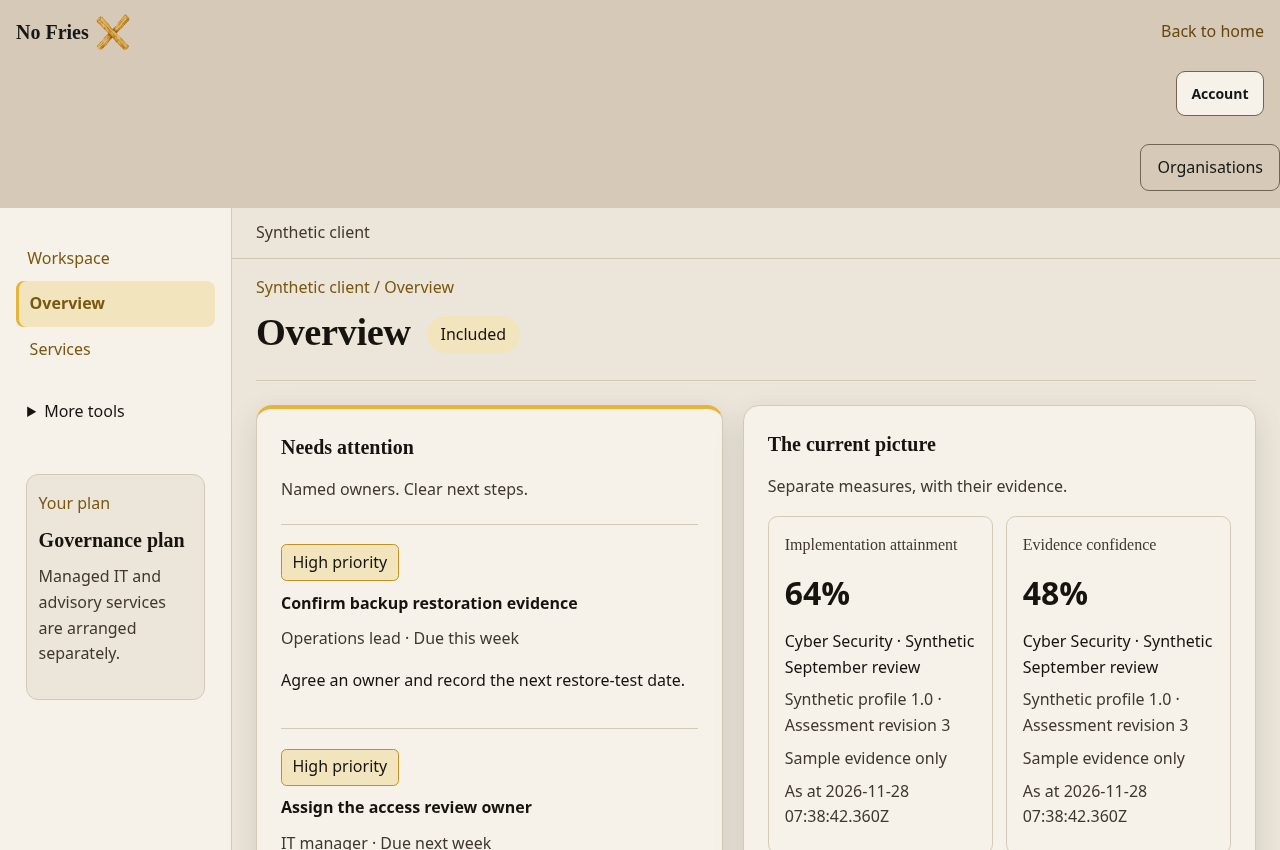 No Fries
Back to home
Account
Organisations
Workspace
Overview
Services
More tools
Your plan
Governance plan
Managed IT and
advisory services
are arranged
separately.
Synthetic client
Synthetic client / Overview
Overview
Included
Needs attention
Named owners. Clear next steps.
High priority
Confirm backup restoration evidence
Operations lead · Due this week
Agree an owner and record the next restore-test date.
High priority
Assign the access review owner
IT manager · Due next week
The current picture
Separate measures, with their evidence.
Implementation attainment
64%
Cyber Security · Synthetic
September review
Synthetic profile 1.0 ·
Assessment revision 3
Sample evidence only
As at 2026-11-28
07:38:42.360Z
Evidence confidence
48%
Cyber Security · Synthetic
September review
Synthetic profile 1.0 ·
Assessment revision 3
Sample evidence only
As at 2026-11-28
07:38:42.360Z